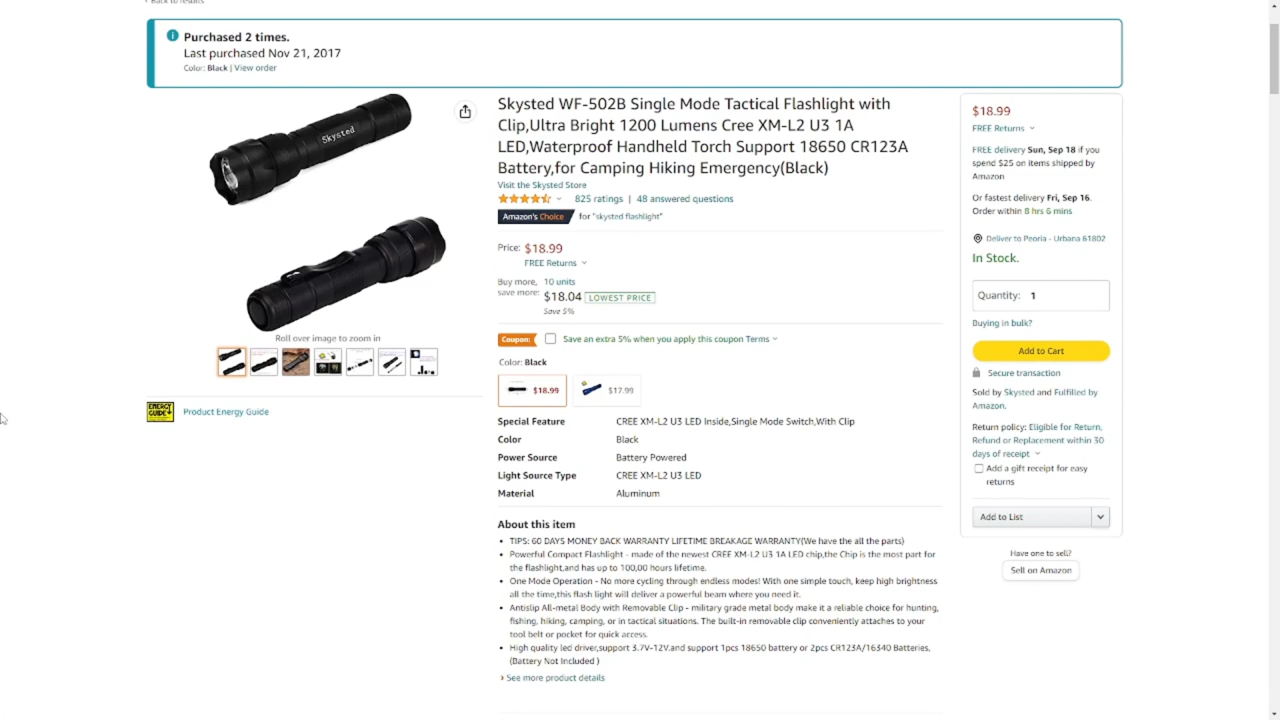 Back to results
Purchased 2 times.
Last purchased Nov 21, 2017
Color: Black | View order
Skysted
Skysted WF-502B Single Mode Tactical Flashlight with
Clip,Ultra Bright 1200 Lumens Cree XM-L2 U3 1A
LED,Waterproof Handheld Torch Support 18650 CR123A
Battery,for Camping Hiking Emergency(Black)
Visit the Skysted Store
825 ratings | 48 answered questions
Amazon's Choice for "skysted flashlight"
Price: $18.99
FREE Returns
Buy more, 10 units
save more: $18.04 LOWEST PRICE
Save 5%
Coupon: Save an extra 5% when you apply this coupon Terms
Color: Black
$18.99 $17.99
Special Feature CREE XM-L2 U3 LED Inside,Single Mode Switch,With Clip
Color Black
Power Source Battery Powered
Light Source Type CREE XM-L2 U3 LED
Material Aluminum
About this item
• TIPS: 60 DAYS MONEY BACK WARRANTY LIFETIME BREAKAGE WARRANTY(We have the all the parts)
• Powerful Compact Flashlight - made of the newest CREE XM-L2 U3 1A LED chip,the Chip is the most part for
the flashlight,and has up to 100,00 hours lifetime.
• One Mode Operation - No more cycling through endless modes! With one simple touch, keep high brightness
all the time,this flash light will deliver a powerful beam where you need it.
• Antislip All-metal Body with Removable Clip - military grade metal body make it a reliable choice for hunting,
fishing, hiking, camping, or in tactical situations. The built-in removable clip conveniently attaches to your
tool belt or pocket for quick access.
• High quality led driver,support 3.7V-12V.and support 1pcs 18650 battery or 2pcs CR123A/16340 Batteries.
(Battery Not Included )
› See more product details
Roll over image to zoom in
ENERGY GUIDE Product Energy Guide
$18.99
FREE Returns
FREE delivery Sun, Sep 18 if you
spend $25 on items shipped by
Amazon
Or fastest delivery Fri, Sep 16.
Order within 8 hrs 6 mins
Deliver to Peoria - Urbana 61802
In Stock.
Quantity: 1
Buying in bulk?
Add to Cart
Secure transaction
Sold by Skysted and Fulfilled by
Amazon.
Return policy: Eligible for Return,
Refund or Replacement within 30
days of receipt
Add a gift receipt for easy
returns
Add to List
Have one to sell?
Sell on Amazon